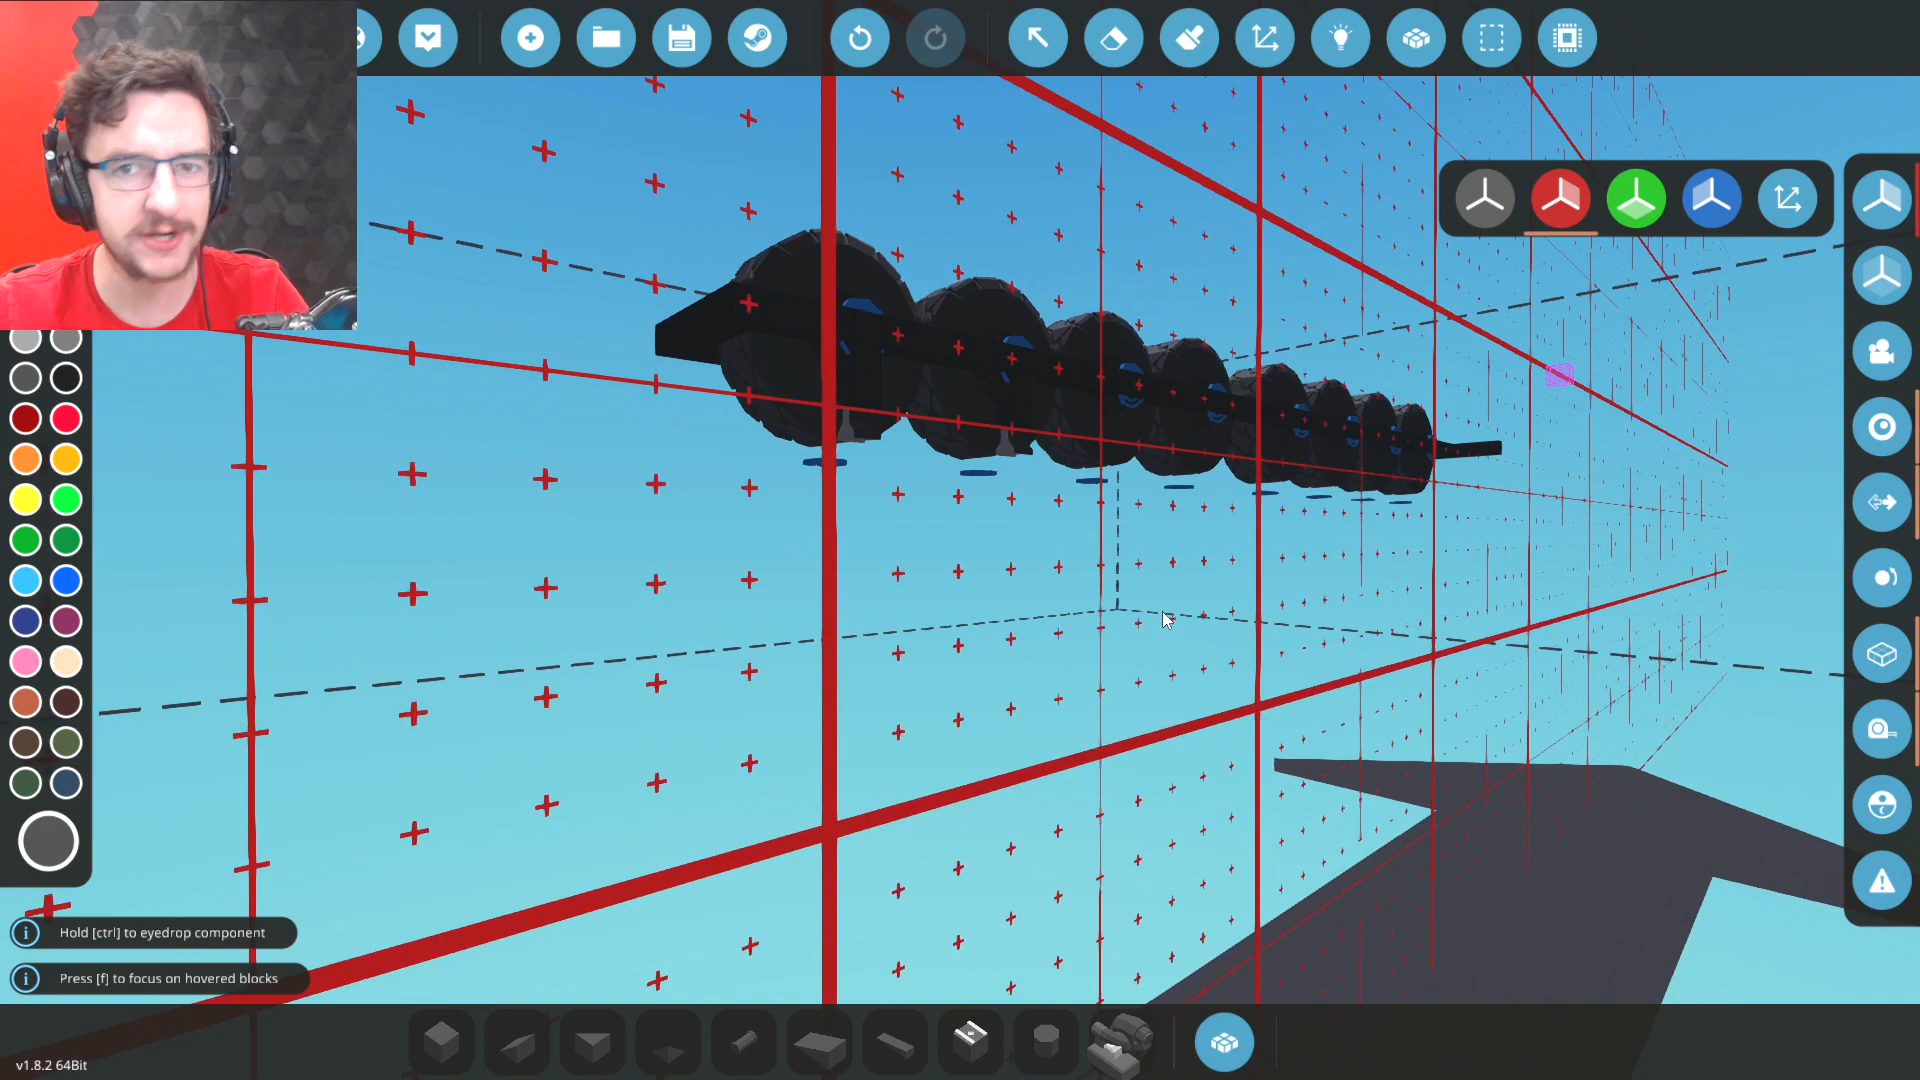 Hold [ctrl] to eyedrop component
Press [f] to focus on hovered blocks
v1.8.2 64Bit